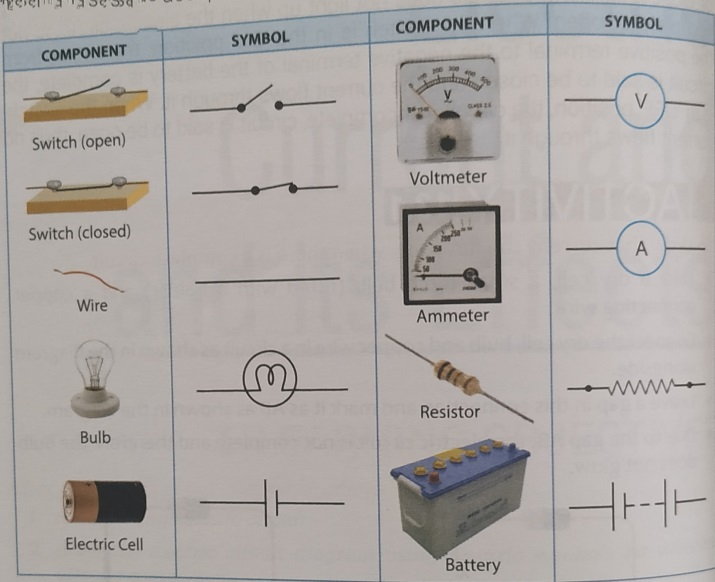 COMPONENT SYMBOL COMPONENT SYMBOL
Switch (open)
Voltmeter
V
V
Switch (closed)
Ammeter
A
A
Wire
Bulb
Resistor
Electric Cell
Battery